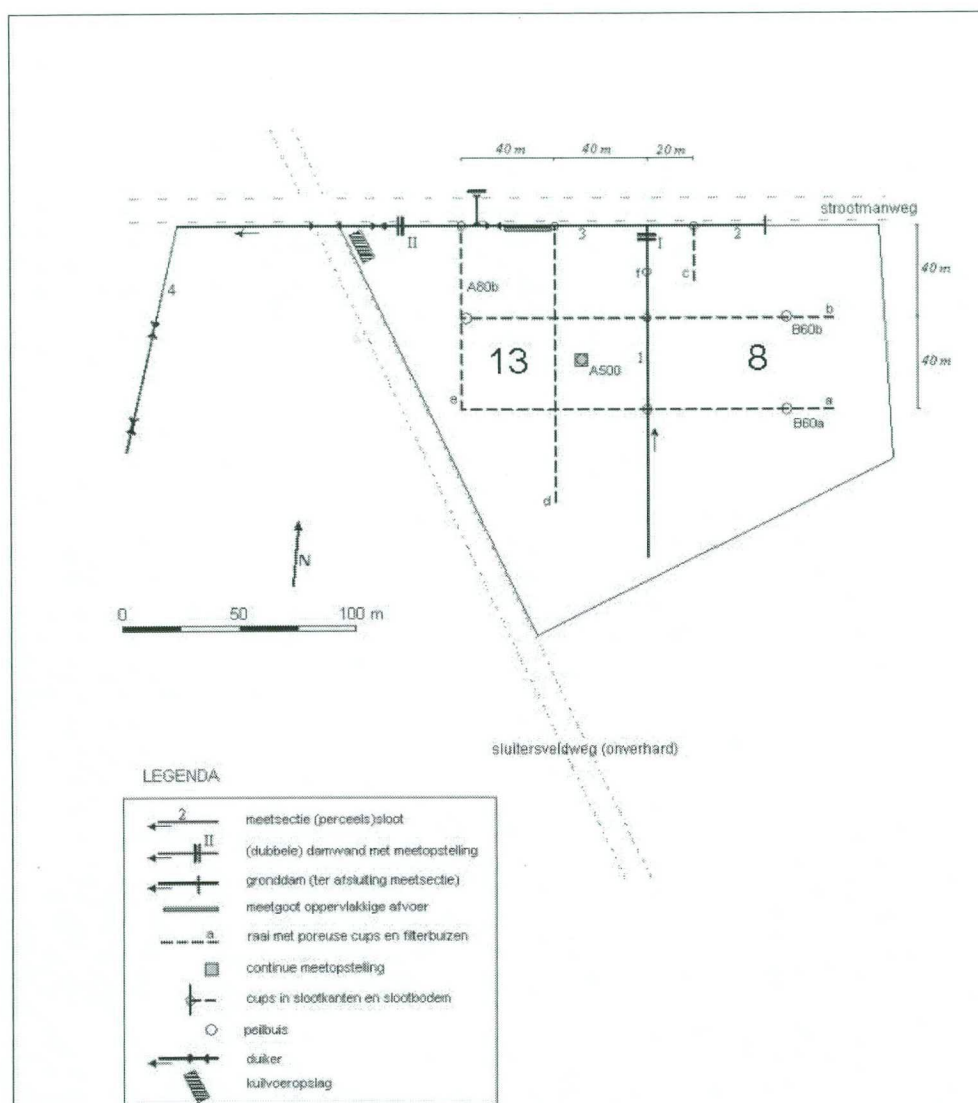 40 m 40 m 20 m
strootmanweg
II 3 I 2
4 f c 40 m
A80b b
B60b
13 A500 1 8 40 m
e a
B60a
d
N
0 50 100 m
sluitersveldweg (onverhard)
LEGENDA
2 meetsectie (perceels)sloot
II (dubbele) damwand met meetopstelling
gronddam (ter afsluiting meetsectie)
meetgoot oppervlakkige afvoer
a raai met poreuse cups en filterbuizen
continue meetopstelling
cups in slootkanten en slootbodem
peilbuis
duiker
kuilvoeropslag